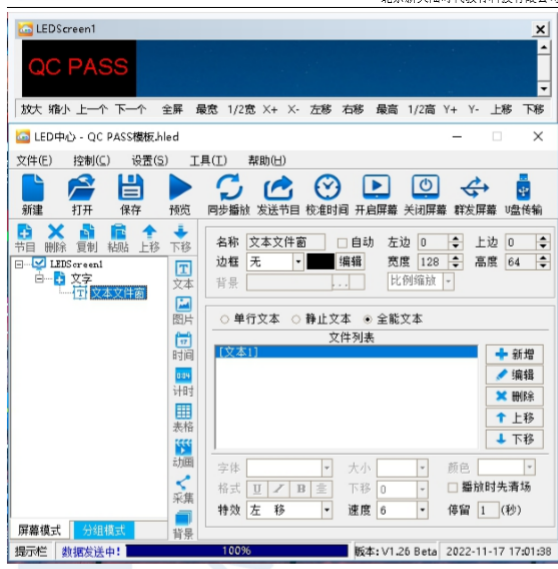 LEDScreen1
QC PASS
放大 缩小 上一个 下一个 全屏 最宽 1/2宽 X+ X- 左移 右移 最高 1/2高 Y+ Y- 上移 下移
LED中心 - QC PASS模板.hled
文件(F) 控制(C) 设置(S) 工具(T) 帮助(H)
新建 打开 保存 预览 同步播放 发送节目 校准时间 开启屏幕 关闭屏幕 群发屏幕 U盘传输
节目 删除 复制 粘贴 上移 下移
名称 文本文件窗 自动 左边 0 上边 0
LEDScreen1
文字
文本文件窗
边框 无 编辑 宽度 128 高度 64
背景 ... 比例缩放
文本
图片
时间
计时
表格
动画
采集
背景
单行文本 静止文本 全能文本
文件列表
[文本1]
新增
编辑
删除
上移
下移
字体 大小 颜色
格式 U I B 下移 0 播放时先清场
特效 左 移 速度 6 停留 1 (秒)
屏幕模式 分组模式
提示栏 数据发送中! 100% 版本: V1.26 Beta 2022-11-17 17:01:38